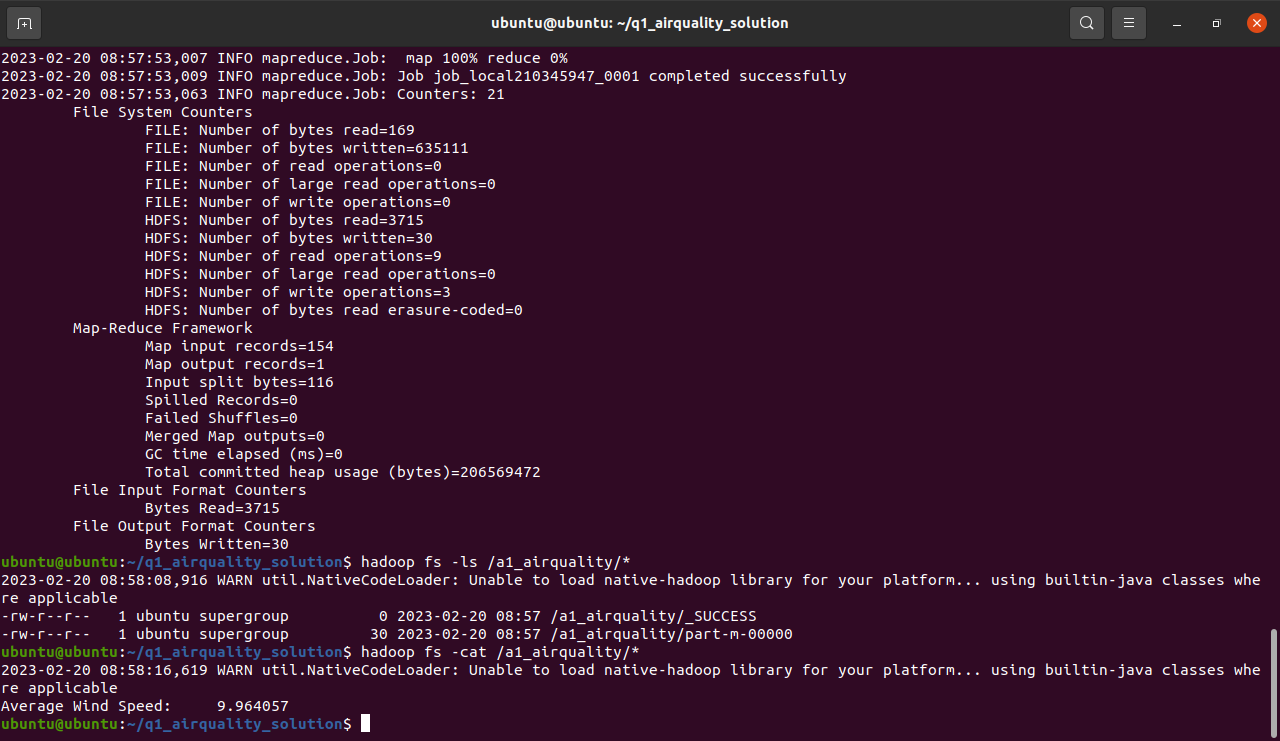 ubuntu@ubuntu: ~/q1_airquality_solution
2023-02-20 08:57:53,007 INFO mapreduce.Job:  map 100% reduce 0%
2023-02-20 08:57:53,009 INFO mapreduce.Job: Job job_local210345947_0001 completed successfully
2023-02-20 08:57:53,063 INFO mapreduce.Job: Counters: 21
File System Counters
FILE: Number of bytes read=169
FILE: Number of bytes written=635111
FILE: Number of read operations=0
FILE: Number of large read operations=0
FILE: Number of write operations=0
HDFS: Number of bytes read=3715
HDFS: Number of bytes written=30
HDFS: Number of read operations=9
HDFS: Number of large read operations=0
HDFS: Number of write operations=3
HDFS: Number of bytes read erasure-coded=0
Map-Reduce Framework
Map input records=154
Map output records=1
Input split bytes=116
Spilled Records=0
Failed Shuffles=0
Merged Map outputs=0
GC time elapsed (ms)=0
Total committed heap usage (bytes)=206569472
File Input Format Counters
Bytes Read=3715
File Output Format Counters
Bytes Written=30
ubuntu@ubuntu:~/q1_airquality_solution$ hadoop fs -ls /a1_airquality/*
2023-02-20 08:58:08,916 WARN util.NativeCodeLoader: Unable to load native-hadoop library for your platform... using builtin-java classes whe
re applicable
-rw-r--r--   1 ubuntu supergroup          0 2023-02-20 08:57 /a1_airquality/_SUCCESS
-rw-r--r--   1 ubuntu supergroup         30 2023-02-20 08:57 /a1_airquality/part-m-00000
ubuntu@ubuntu:~/q1_airquality_solution$ hadoop fs -cat /a1_airquality/*
2023-02-20 08:58:16,619 WARN util.NativeCodeLoader: Unable to load native-hadoop library for your platform... using builtin-java classes whe
re applicable
Average Wind Speed:     9.964057
ubuntu@ubuntu:~/q1_airquality_solution$